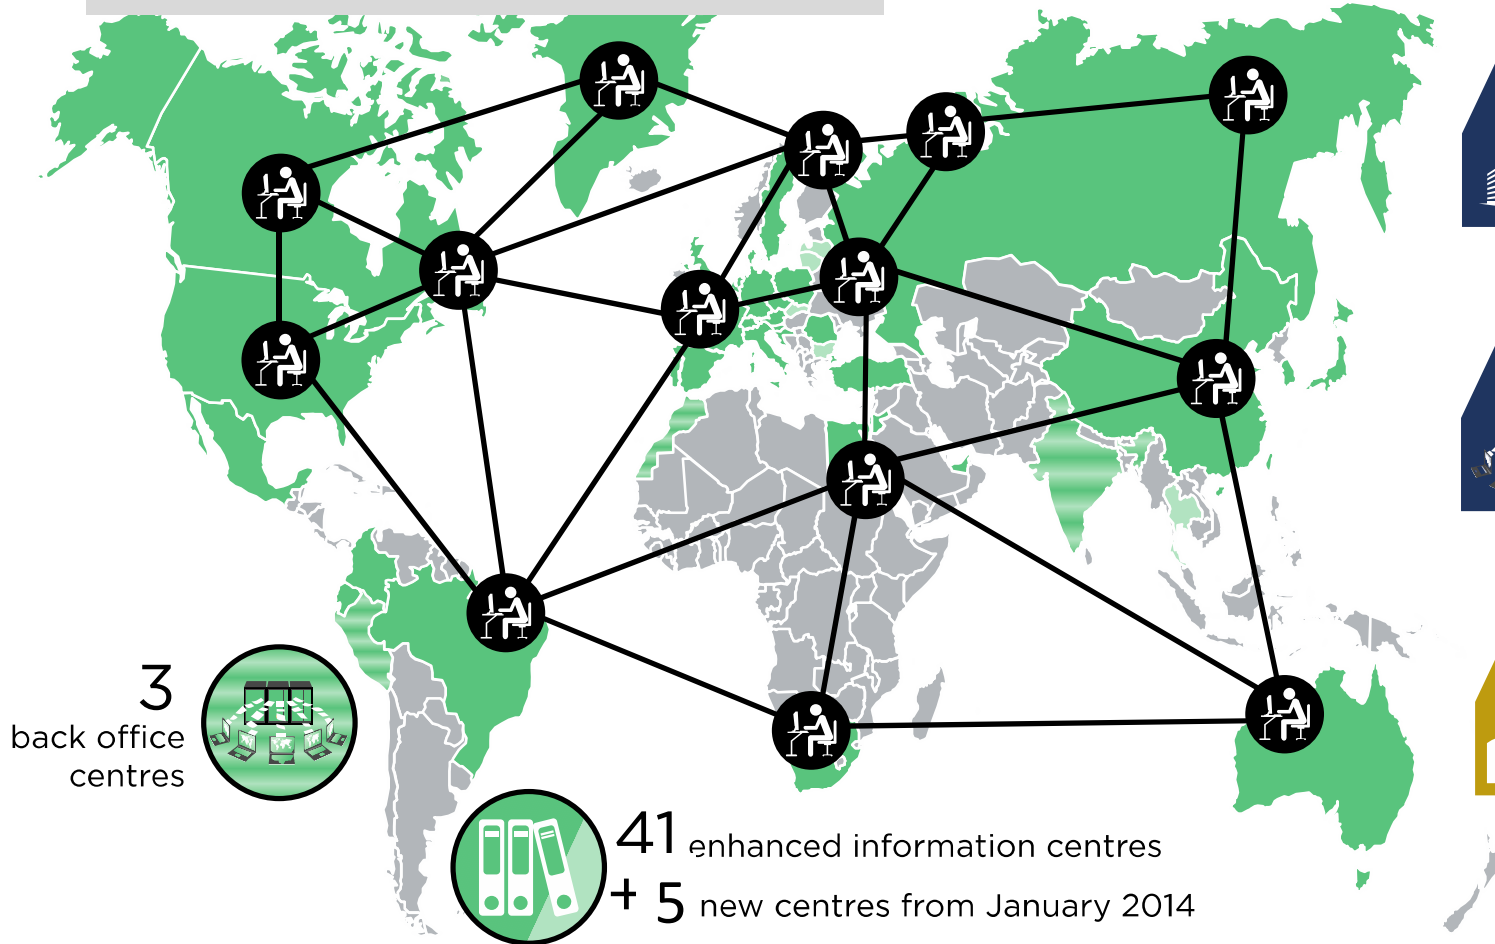 3
back office
centres
41 enhanced information centres
+ 5 new centres from January 2014